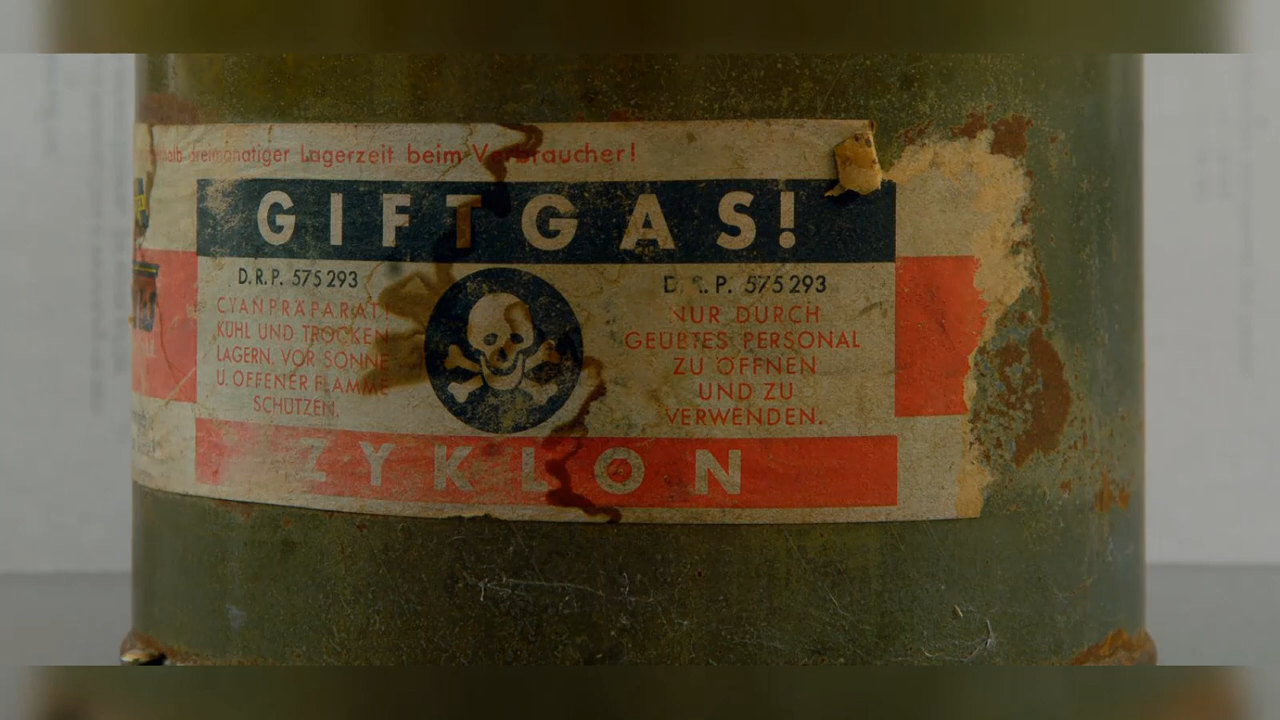 dreimonatiger Lagerzeit beim Verbraucher!
GIFTGAS!
D.R.P. 575293
CYANPRÄPARAT!
KÜHL UND TROCKEN
LAGERN. VOR SONNE
U. OFFENER FLAMME
SCHÜTZEN.
D.R.P. 575293
NUR DURCH
GEÜBTES PERSONAL
ZU ÖFFNEN
UND ZU
VERWENDEN.
ZYKLON